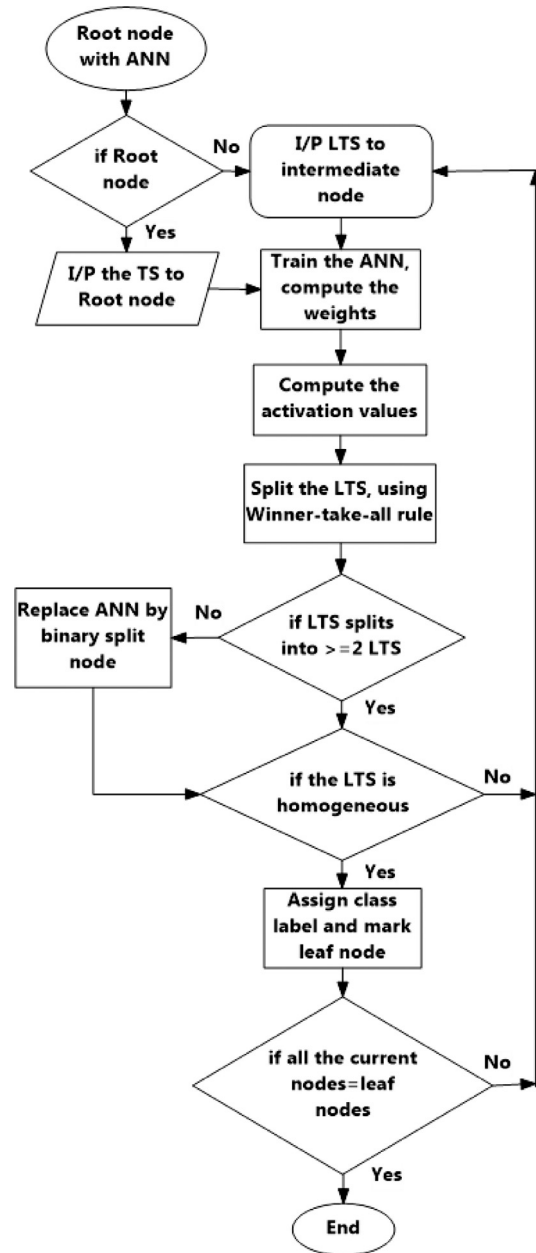 Root node
with ANN
if Root
node
No
I/P LTS to
intermediate
node
Yes
I/P the TS to
Root node
Train the ANN,
compute the
weights
Compute the
activation values
Split the LTS, using
Winner-take-all rule
Replace ANN by
binary split
node
No
if LTS splits
into >=2 LTS
Yes
if the LTS is
homogeneous
No
Yes
Assign class
label and mark
leaf node
if all the current
nodes=leaf
nodes
No
Yes
End